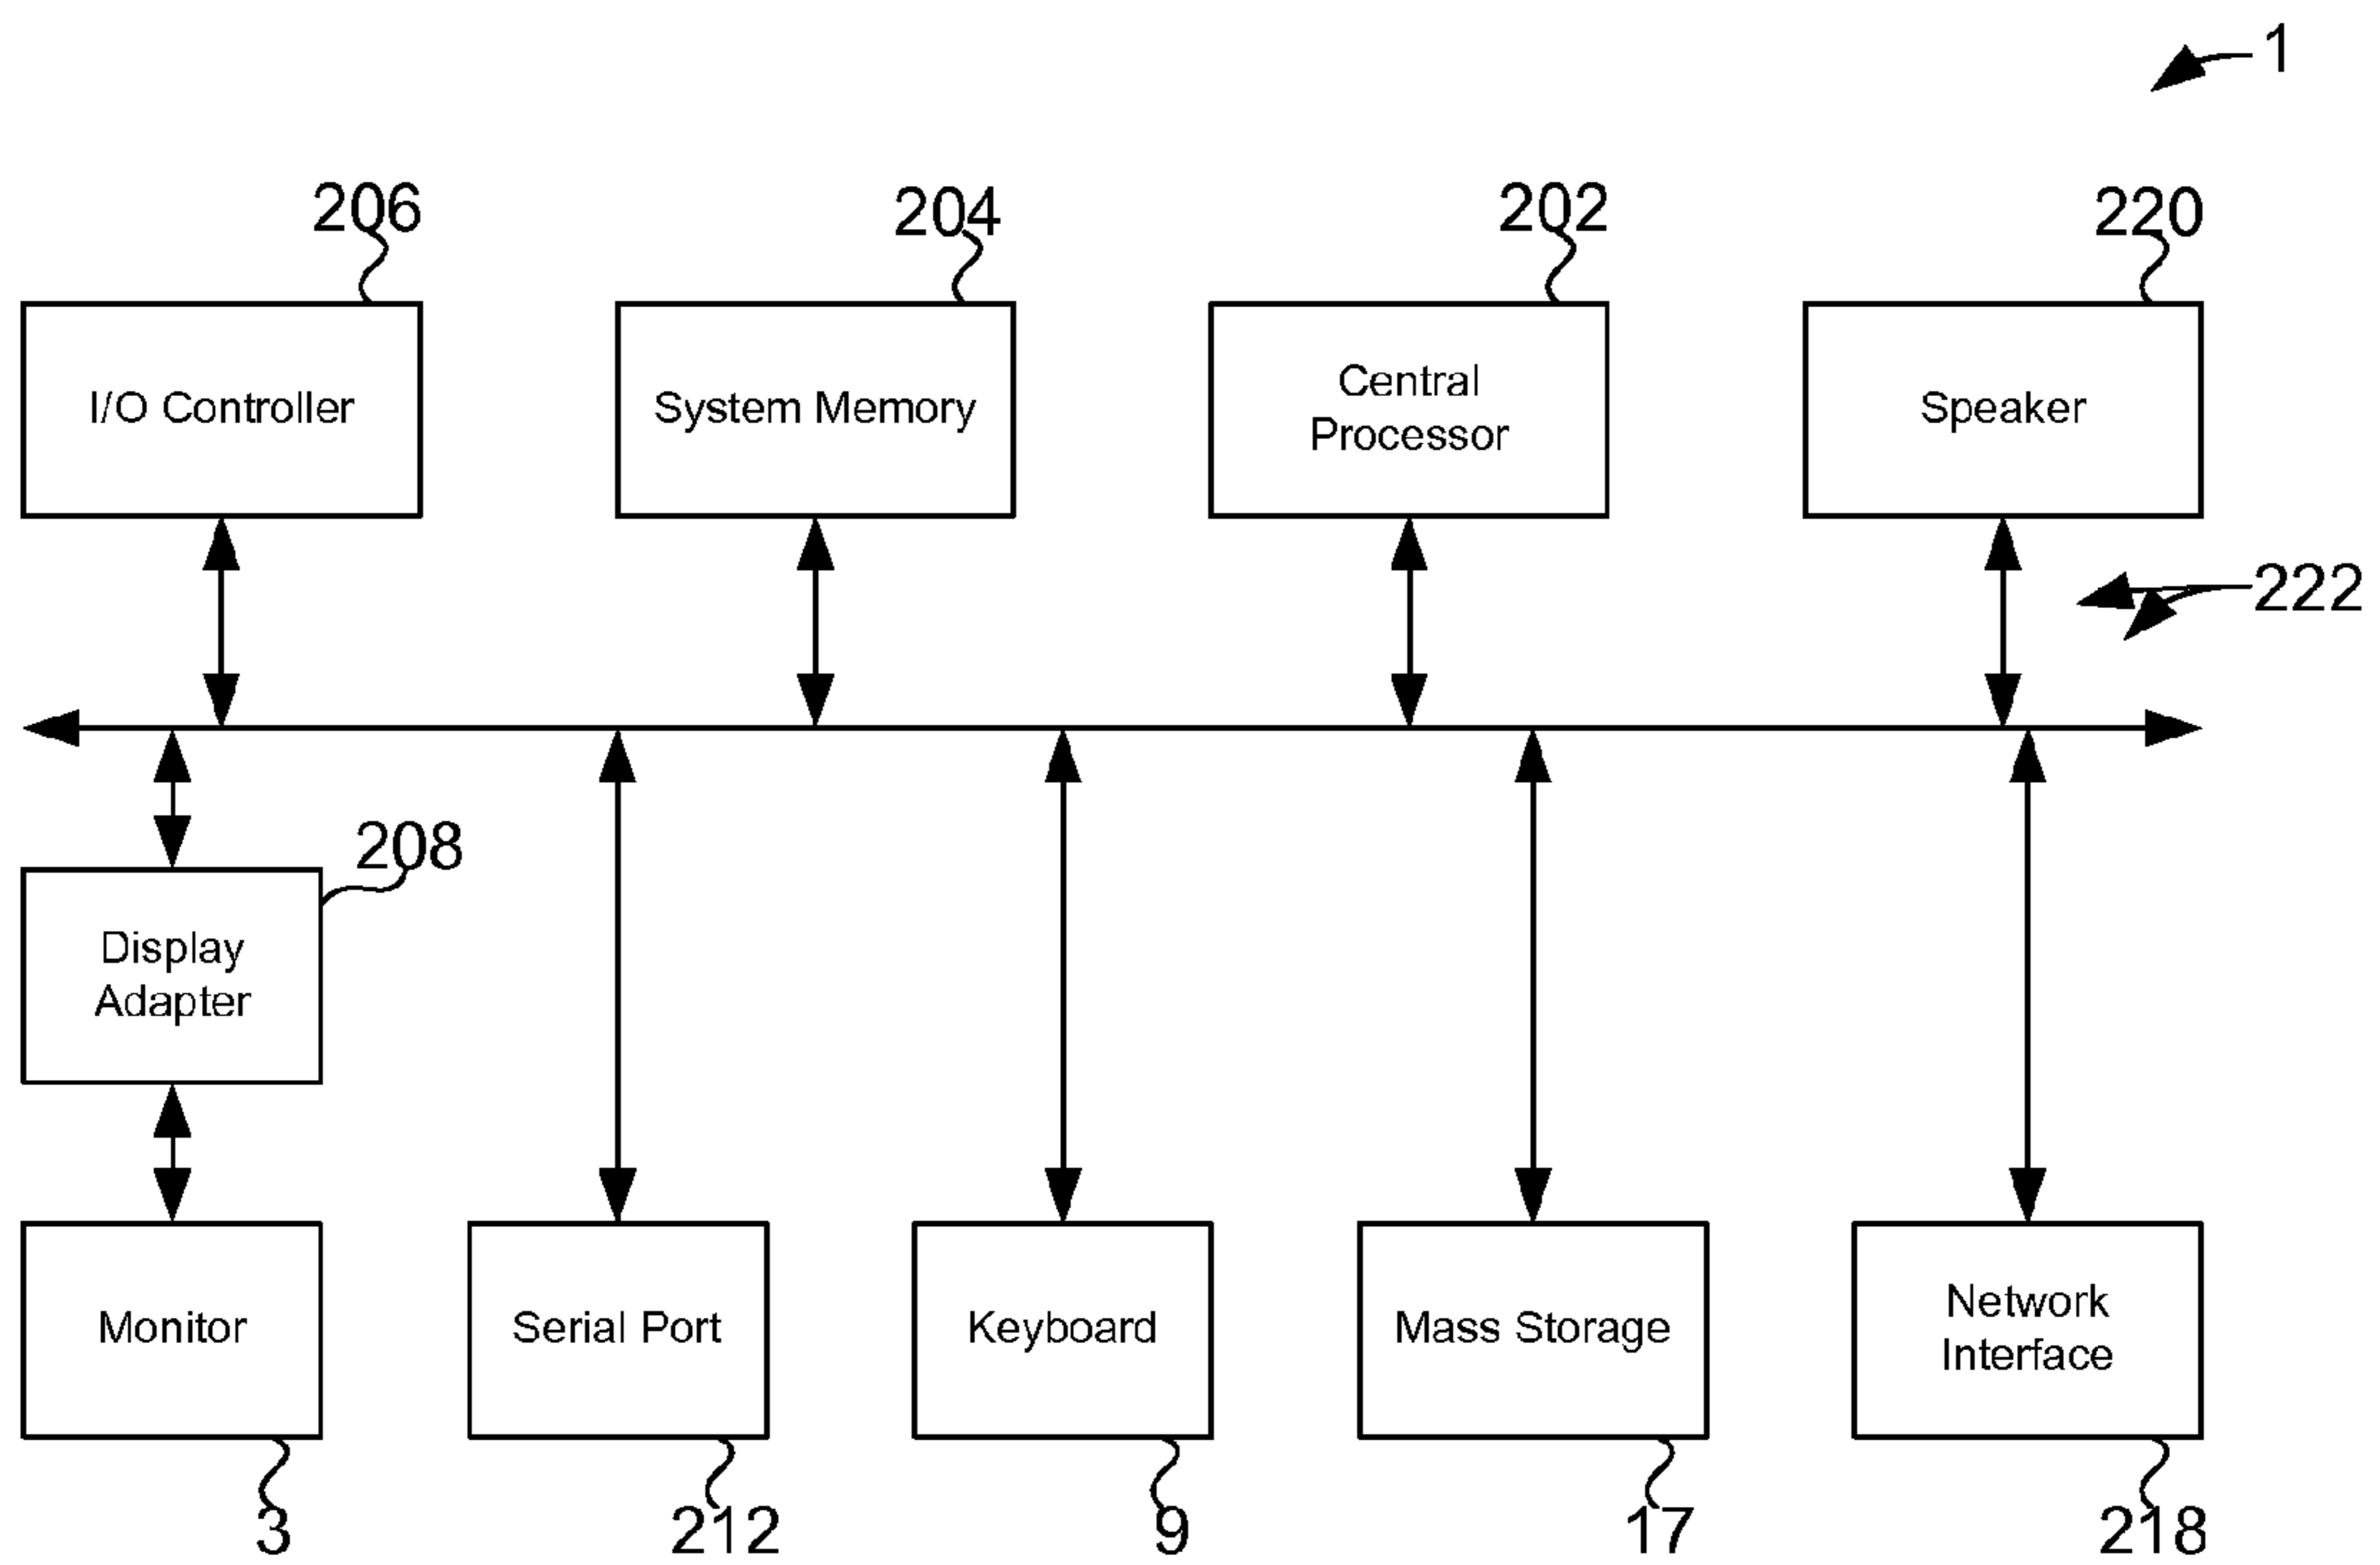 1
206
204
202
220
I/O Controller
System Memory
Central
Processor
Speaker
222
208
Display
Adapter
Monitor
Serial Port
Keyboard
Mass Storage
Network
Interface
3
212
9
17
218